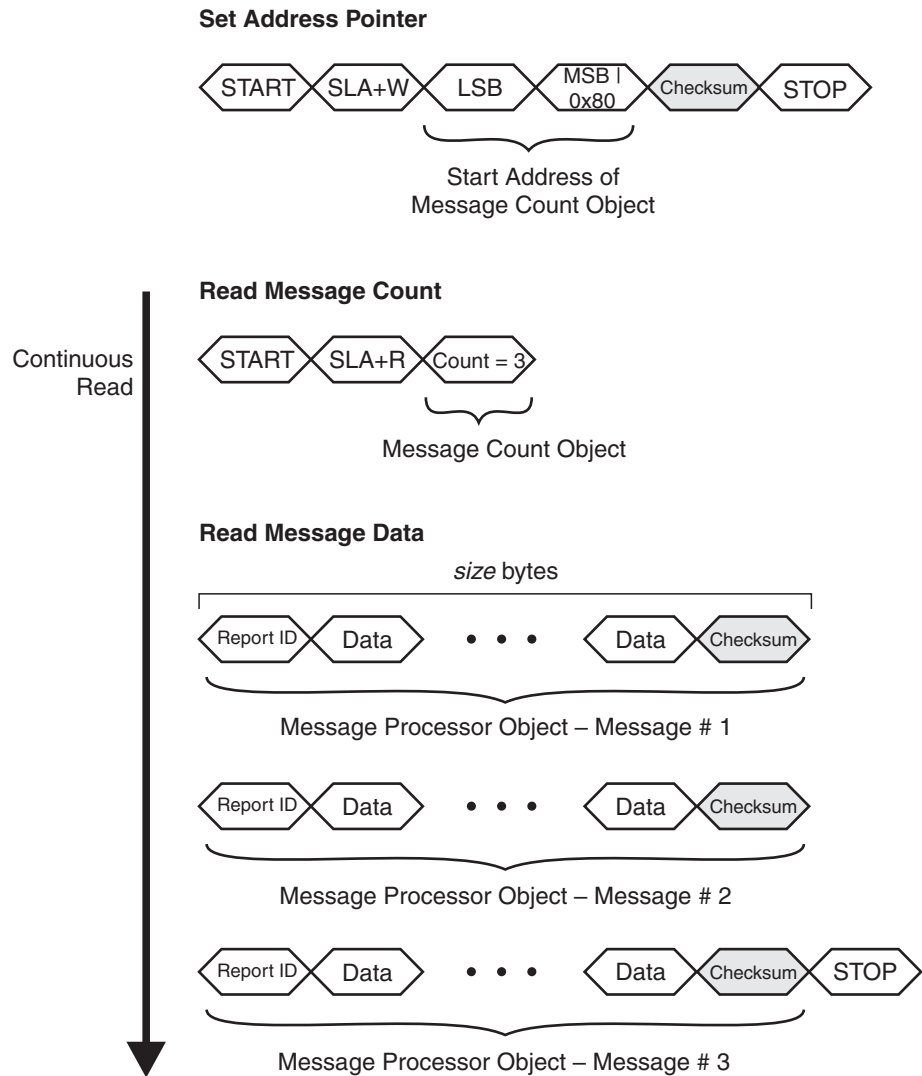 Set Address Pointer
START SLA+W LSB MSB | 0x80 Checksum STOP
Start Address of
Message Count Object
Read Message Count
Continuous
Read
START SLA+R Count = 3
Message Count Object
Read Message Data
size bytes
Report ID Data • • • Data Checksum
Message Processor Object – Message # 1
Report ID Data • • • Data Checksum
Message Processor Object – Message # 2
Report ID Data • • • Data Checksum STOP
Message Processor Object – Message # 3